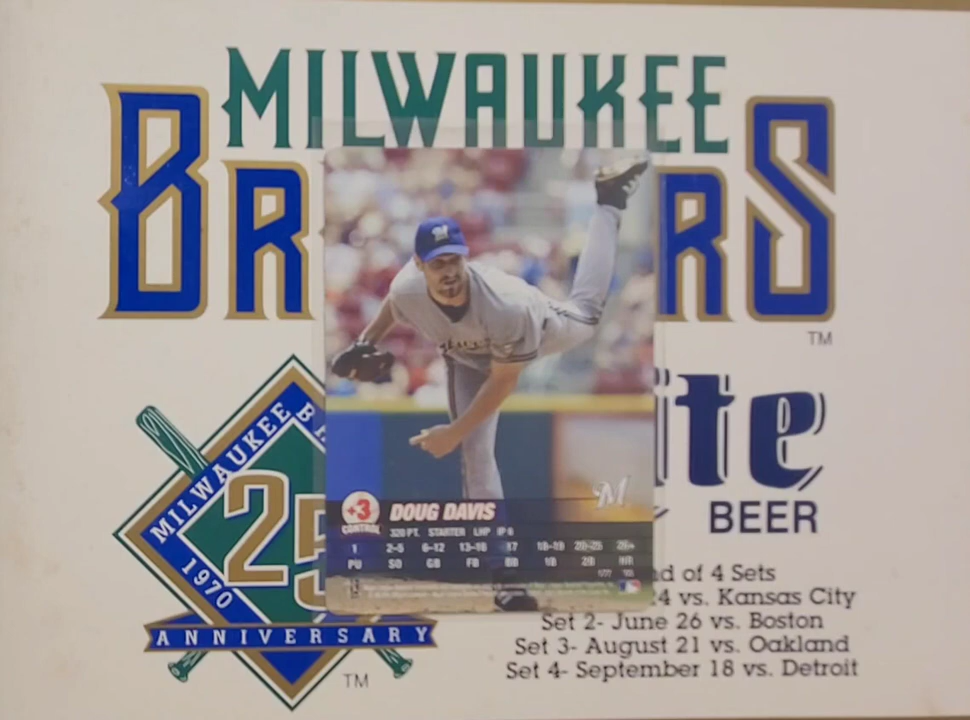 MILWAUKEE
BR RS
TM
ite
BEER
MILWAUKEE B
25
1970
ANNIVERSARY
TM
+3
CONTROL
DOUG DAVIS
320 PT. STARTER LHP IP 6
1 2-5 6-12 13-16 17 18-19 20-25 26+
PU SO GB FB BB 1B 2B HR
nd of 4 Sets
4 vs. Kansas City
Set 2- June 26 vs. Boston
Set 3- August 21 vs. Oakland
Set 4- September 18 vs. Detroit